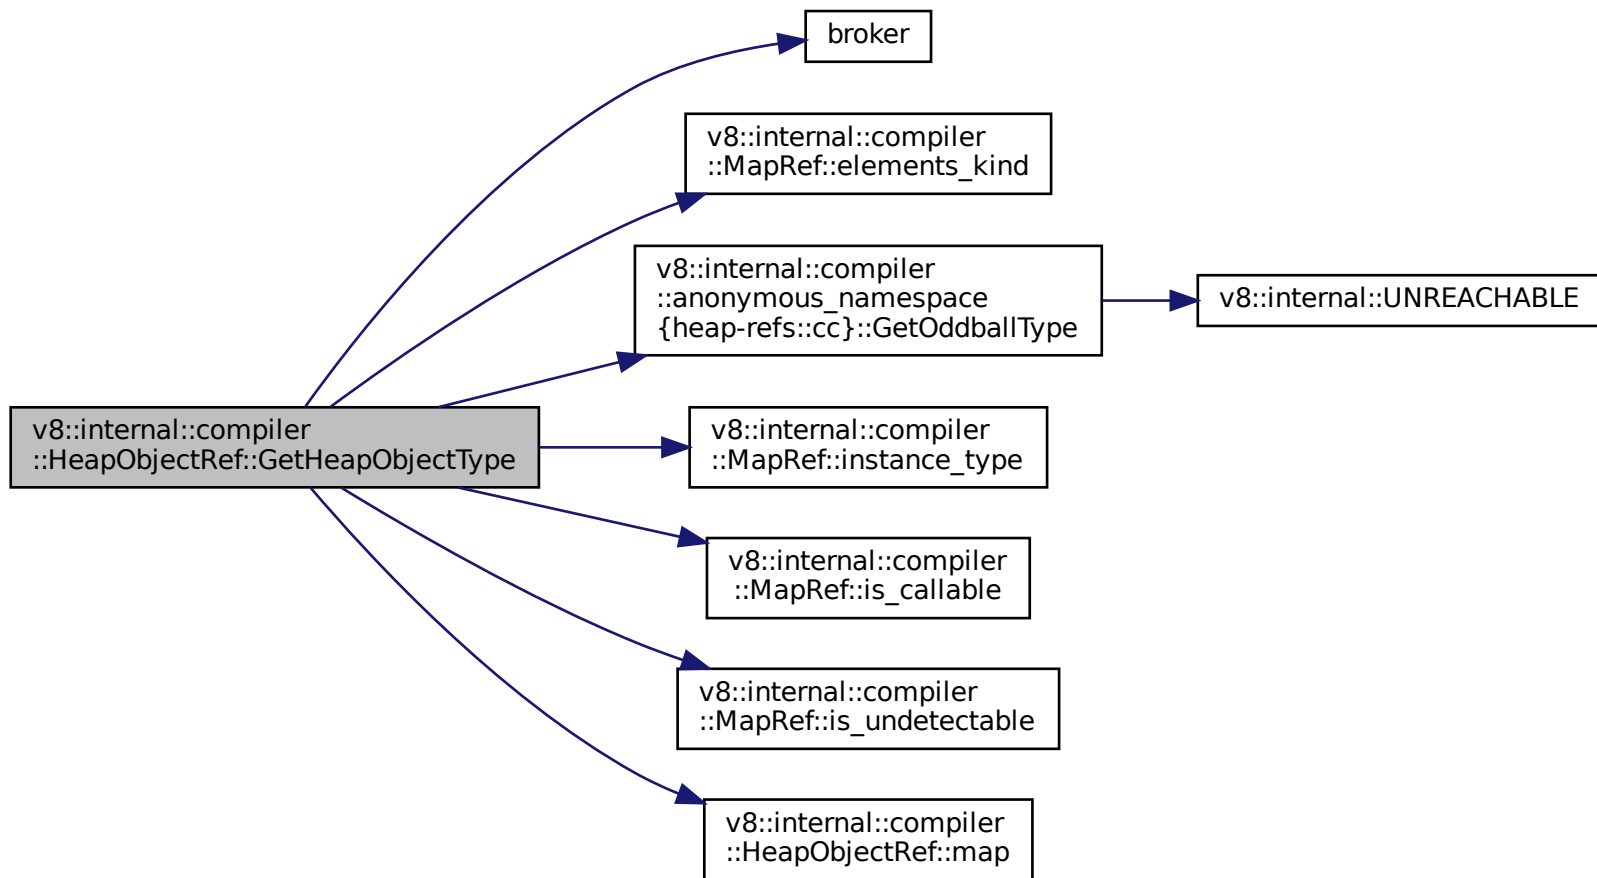 broker
v8::internal::compiler
::MapRef::elements_kind
v8::internal::compiler
::anonymous_namespace
{heap-refs::cc}::GetOddballType
v8::internal::UNREACHABLE
v8::internal::compiler
::HeapObjectRef::GetHeapObjectType
v8::internal::compiler
::MapRef::instance_type
v8::internal::compiler
::MapRef::is_callable
v8::internal::compiler
::MapRef::is_undetectable
v8::internal::compiler
::HeapObjectRef::map